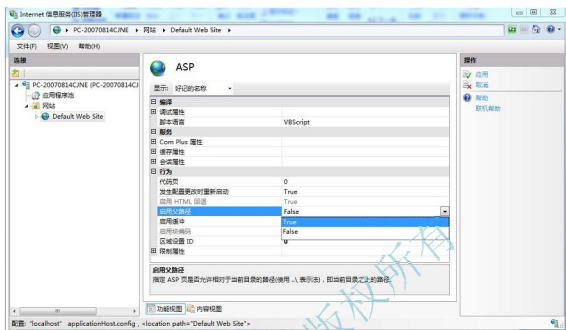 Internet 信息服务(IIS)管理器
PC-20070814CJNE ▸ 网站 ▸ Default Web Site ▸
文件(F) 视图(V) 帮助(H)
连接
PC-20070814CJNE (PC-20070814CJ
应用程序池
网站
Default Web Site
ASP
显示: 好记的名称
编译
调试属性
脚本语言 VBScript
服务
Com Plus 属性
缓存属性
会话属性
行为
代码页 0
发生配置更改时重新启动 True
启用 HTML 回退 True
启用父路径 False
启用缓冲 True
启用块编码 False
区域设置 ID 0
限制属性
启用父路径
指定 ASP 页是否允许相对于当前目录的路径(使用 ..\ 表示法)，即当前目录之上的路径。
功能视图 内容视图
操作
应用
取消
帮助
联机帮助
配置: "localhost" applicationHost.config , <location path="Default Web Site">
版权所有